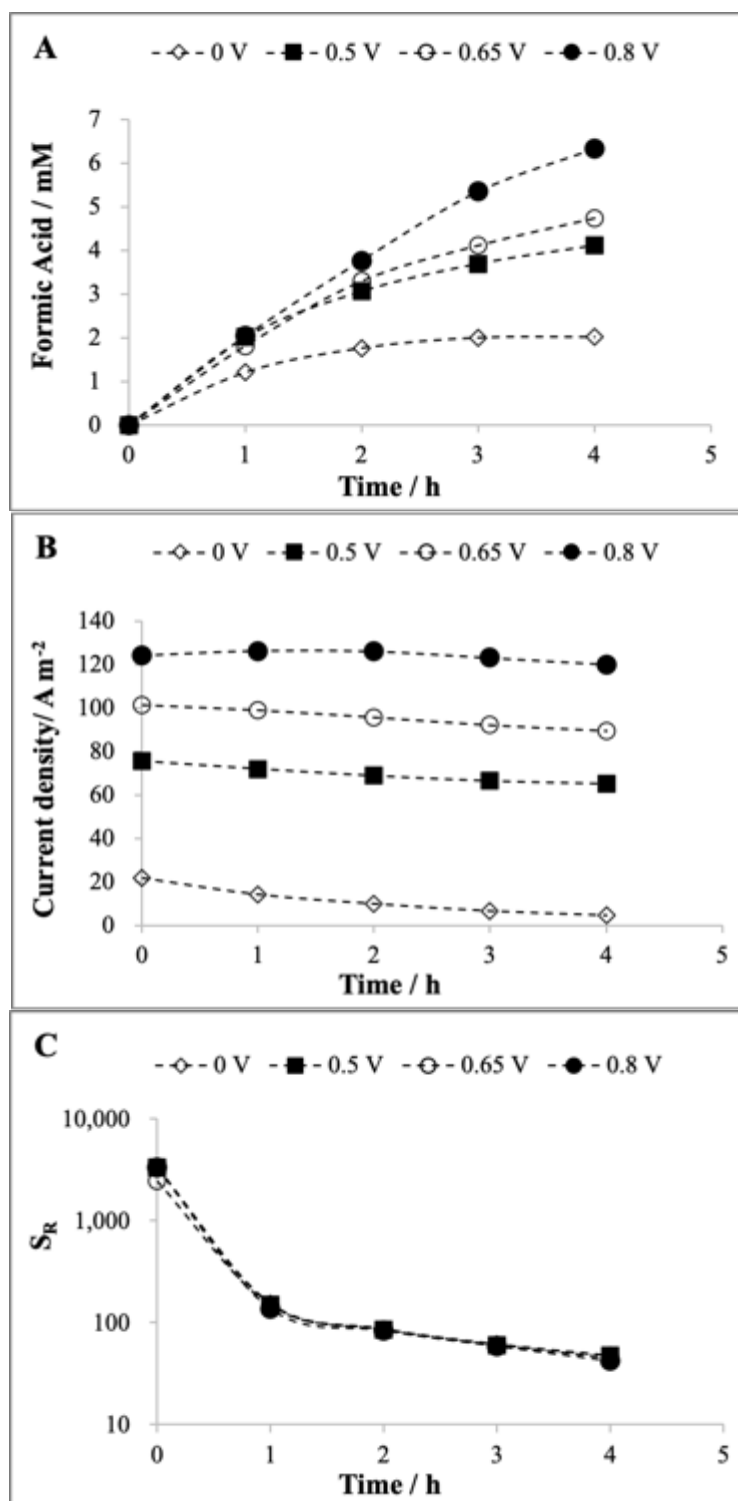 A
0 V 0.5 V 0.65 V 0.8 V
Formic Acid / mM
7
6
5
4
3
2
1
0
0 1 2 3 4 5
Time / h
B
0 V 0.5 V 0.65 V 0.8 V
Current density/ A m-2
140
120
100
80
60
40
20
0
0 1 2 3 4 5
Time / h
C
0 V 0.5 V 0.65 V 0.8 V
SR
10,000
1,000
100
10
0 1 2 3 4 5
Time / h